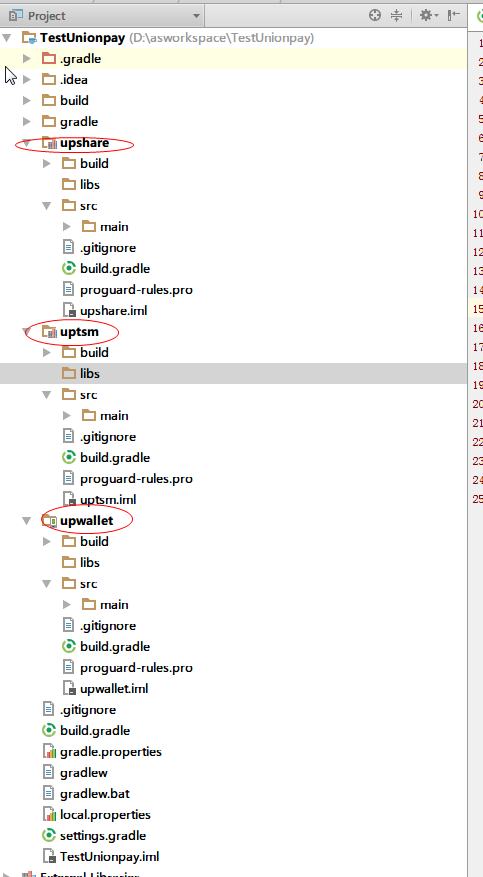 Project
1
TestUnionpay (D:\asworkspace\TestUnionpay)
2
.gradle
3
.idea
4
build
5
gradle
6
upshare
7
build
8
libs
9
src
10
main
11
.gitignore
12
build.gradle
13
proguard-rules.pro
14
upshare.iml
15
uptsm
16
build
17
libs
18
src
19
main
20
.gitignore
21
build.gradle
22
proguard-rules.pro
23
uptsm.iml
24
upwallet
25
build
libs
src
main
.gitignore
build.gradle
proguard-rules.pro
upwallet.iml
.gitignore
build.gradle
gradle.properties
gradlew
gradlew.bat
local.properties
settings.gradle
TestUnionpay.iml
External Libraries